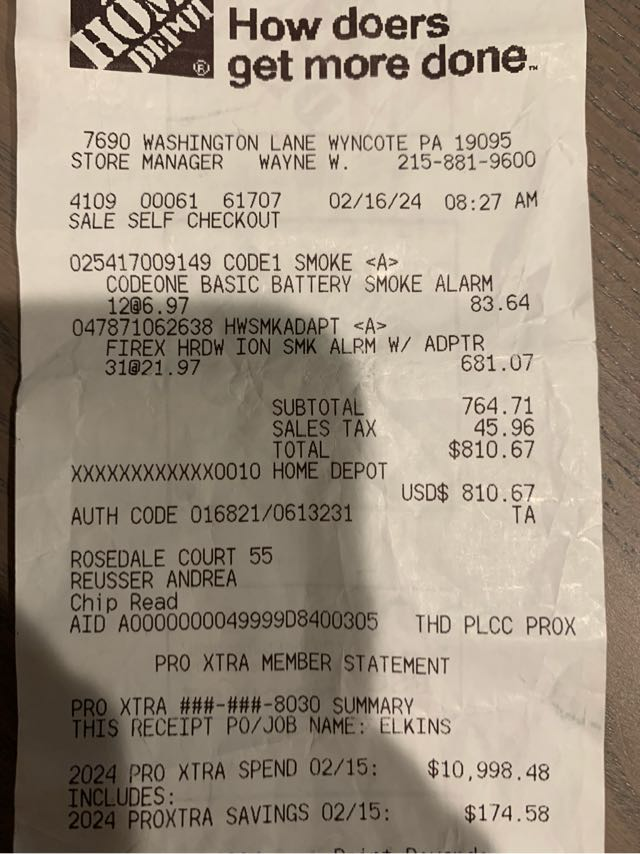 HOME
DEPOT
®
How doers
get more done™
7690 WASHINGTON LANE WYNCOTE PA 19095
STORE MANAGER WAYNE W. 215-881-9600
4109 00061 61707 02/16/24 08:27 AM
SALE SELF CHECKOUT
025417009149 CODE1 SMOKE <A>
CODEONE BASIC BATTERY SMOKE ALARM
12@6.97 83.64
047871062638 HWSMKADAPT <A>
FIREX HRDW ION SMK ALRM W/ ADPTR
31@21.97 681.07
SUBTOTAL 764.71
SALES TAX 45.96
TOTAL $810.67
XXXXXXXXXXXX0010 HOME DEPOT
USD$ 810.67
AUTH CODE 016821/0613231 TA
ROSEDALE COURT 55
REUSSER ANDREA
Chip Read
AID A0000000049999D8400305 THD PLCC PROX
PRO XTRA MEMBER STATEMENT
PRO XTRA ###-###-8030 SUMMARY
THIS RECEIPT PO/JOB NAME: ELKINS
2024 PRO XTRA SPEND 02/15: $10,998.48
INCLUDES:
2024 PROXTRA SAVINGS 02/15: $174.58